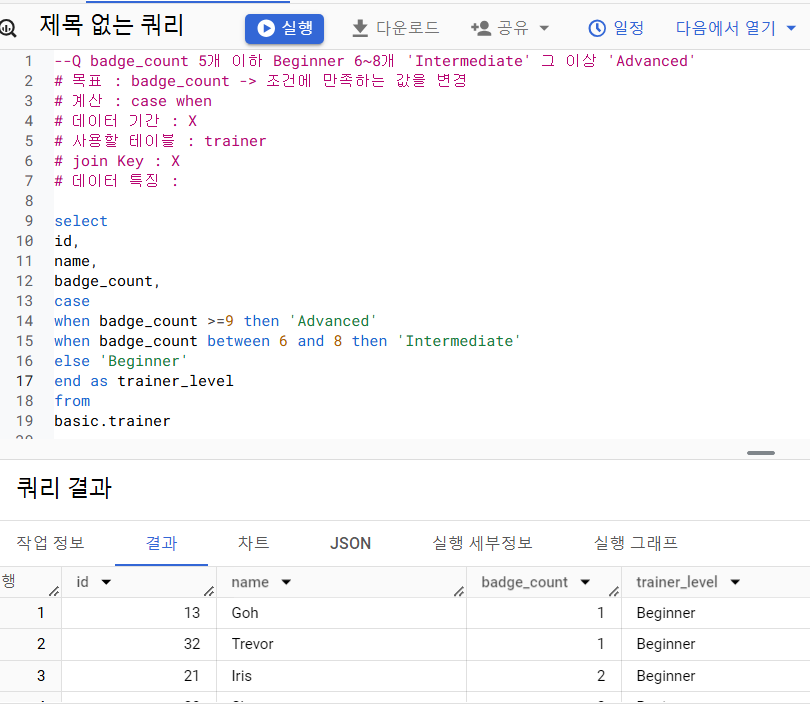 제목 없는 쿼리
실행
다운로드
공유
일정
다음에서 열기
1 --Q badge_count 5개 이하 Beginner 6~8개 'Intermediate' 그 이상 'Advanced'
2 # 목표 : badge_count -> 조건에 만족하는 값을 변경
3 # 계산 : case when
4 # 데이터 기간 : X
5 # 사용할 테이블 : trainer
6 # join Key : X
7 # 데이터 특징 :
8
9 select
10 id,
11 name,
12 badge_count,
13 case
14 when badge_count >=9 then 'Advanced'
15 when badge_count between 6 and 8 then 'Intermediate'
16 else 'Beginner'
17 end as trainer_level
18 from
19 basic.trainer
쿼리 결과
작업 정보 결과 차트 JSON 실행 세부정보 실행 그래프
행 id name badge_count trainer_level
1 13 Goh 1 Beginner
2 32 Trevor 1 Beginner
3 21 Iris 2 Beginner